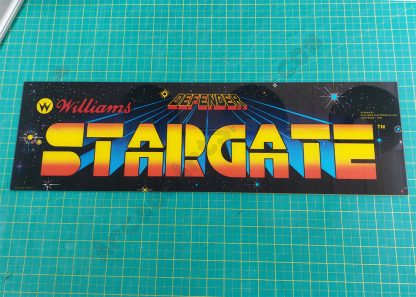 W Williams
DEFENDER
STARGATE
TM